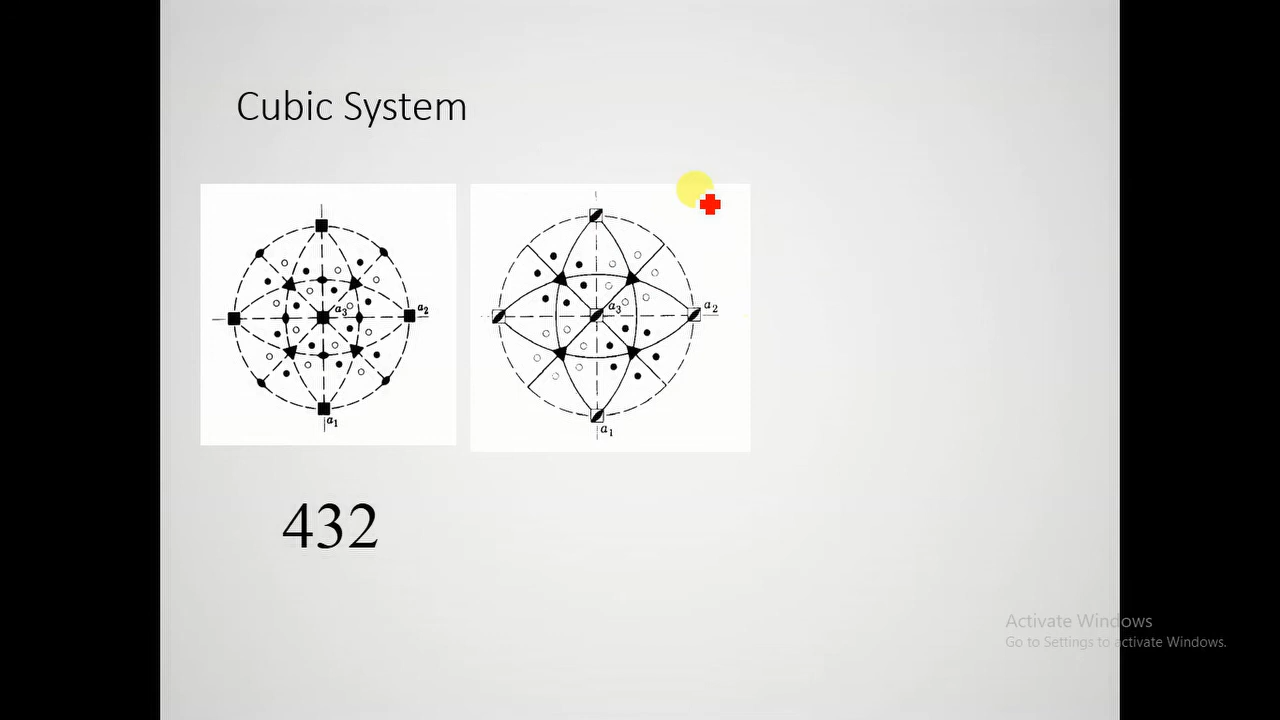 Cubic System
a3
a2
a1
a3
a2
a1
432
Activate Windows
Go to Settings to activate Windows.